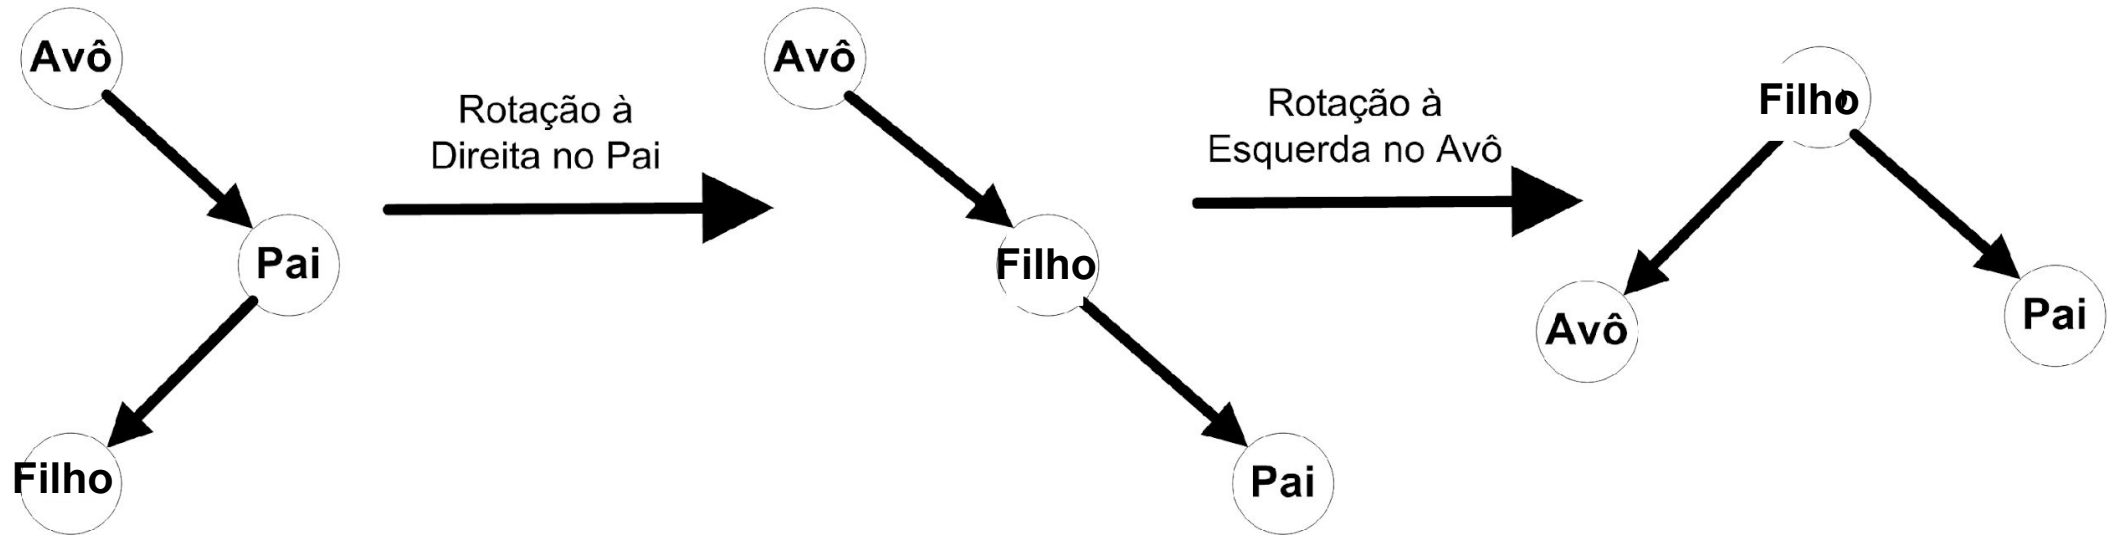 Avô
Pai
Filho
Rotação à
Direita no Pai
Avô
Filho
Pai
Rotação à
Esquerda no Avô
Filho
Avô
Pai